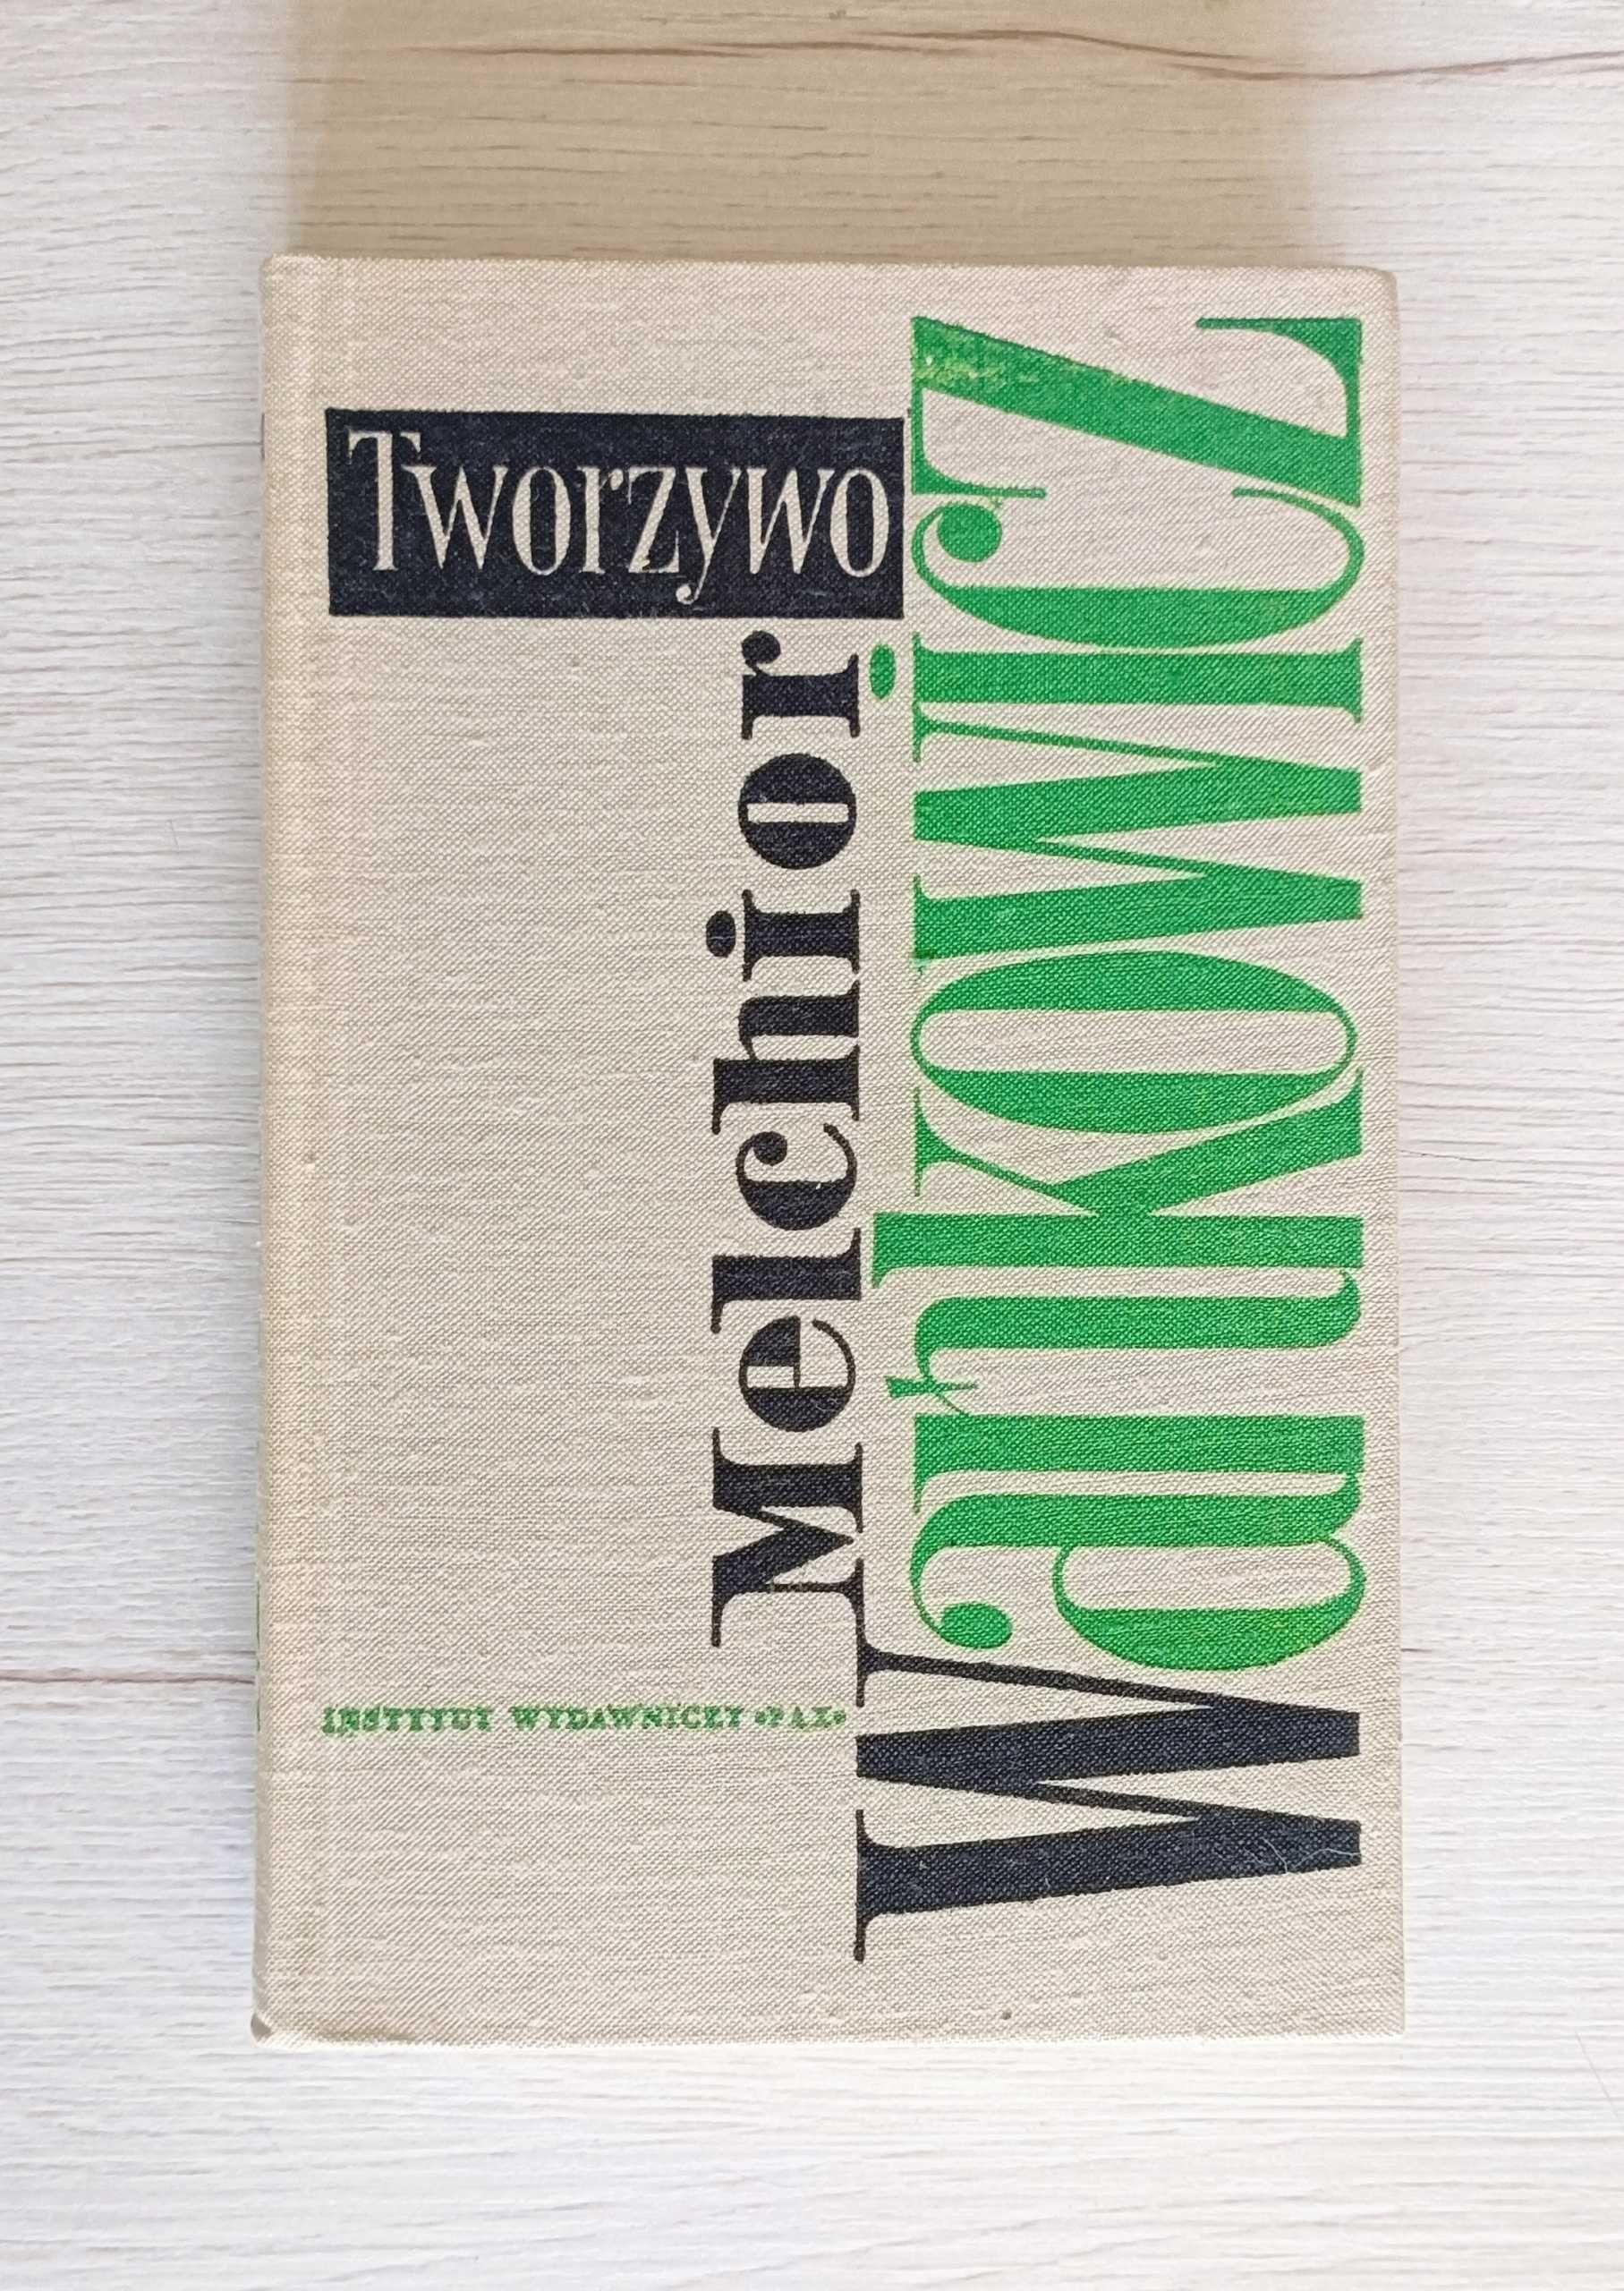 Tworzywo
Melchior
Wańkowicz
INSTYTUT WYDAWNICZY «PAX»